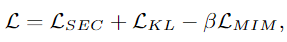 ℒ = ℒ_{SEC} + ℒ_{KL} − βℒ_{MIM},